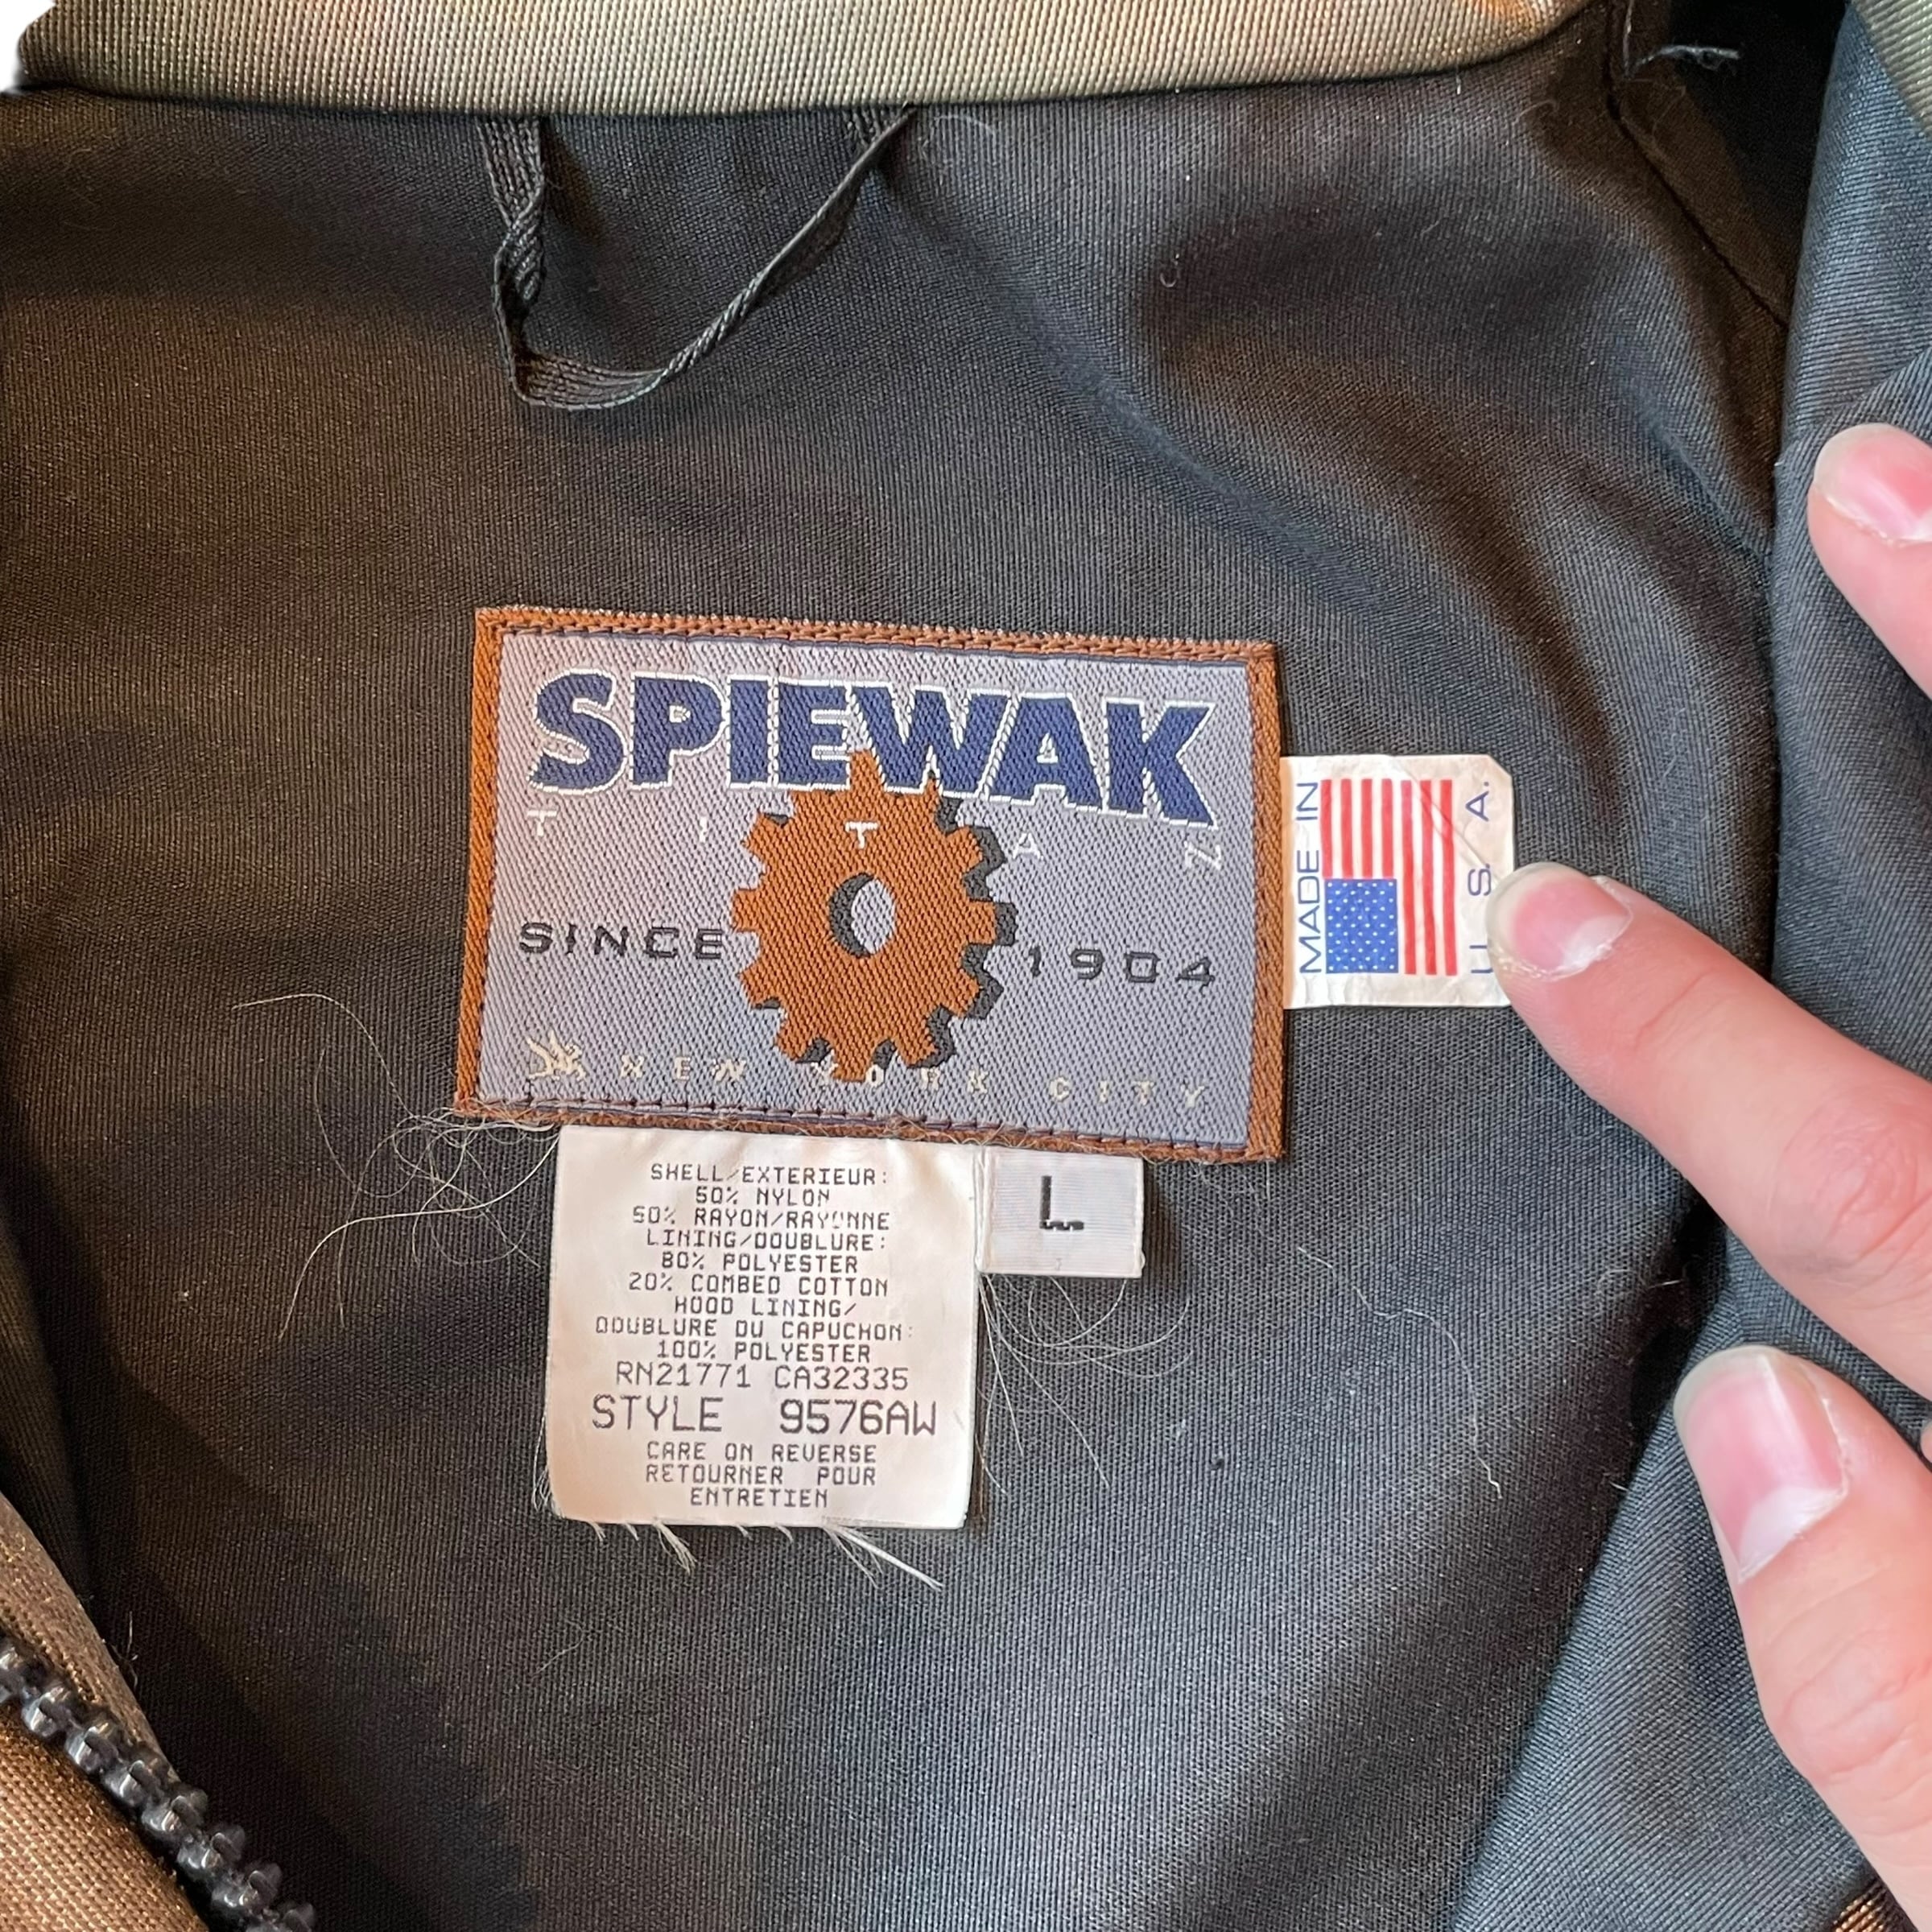 SPIEWAK
TITAN
SINCE 1904
NEW YORK CITY
MADE IN
U. S. A.
SHELL/EXTERIEUR:
50% NYLON
50% RAYON/RAYONNE
LINING/DOUBLURE:
80% POLYESTER
20% COMBED COTTON
HOOD LINING/
DOUBLURE DU CAPUCHON:
100% POLYESTER
RN21771 CA32335
STYLE 9576AW
CARE ON REVERSE
RETOURNER POUR
ENTRETIEN
L